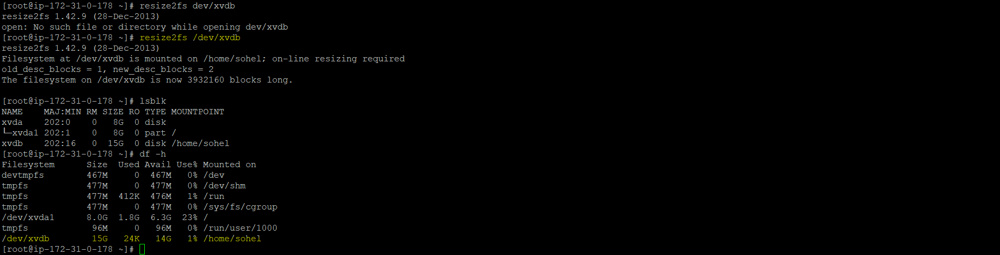 [root@ip-172-31-0-178 ~]# resize2fs dev/xvdb
resize2fs 1.42.9 (28-Dec-2013)
open: No such file or directory while opening dev/xvdb
[root@ip-172-31-0-178 ~]# resize2fs /dev/xvdb
resize2fs 1.42.9 (28-Dec-2013)
Filesystem at /dev/xvdb is mounted on /home/sohel; on-line resizing required
old_desc_blocks = 1, new_desc_blocks = 2
The filesystem on /dev/xvdb is now 3932160 blocks long.

[root@ip-172-31-0-178 ~]# lsblk
NAME    MAJ:MIN RM SIZE RO TYPE MOUNTPOINT
xvda    202:0    0   8G  0 disk
└─xvda1 202:1    0   8G  0 part /
xvdb    202:16   0  15G  0 disk /home/sohel
[root@ip-172-31-0-178 ~]# df -h
Filesystem      Size  Used Avail Use% Mounted on
devtmpfs        467M     0  467M   0% /dev
tmpfs           477M     0  477M   0% /dev/shm
tmpfs           477M  412K  476M   1% /run
tmpfs           477M     0  477M   0% /sys/fs/cgroup
/dev/xvda1      8.0G  1.8G  6.3G  23% /
tmpfs            96M     0   96M   0% /run/user/1000
/dev/xvdb        15G   24K   14G   1% /home/sohel
[root@ip-172-31-0-178 ~]#